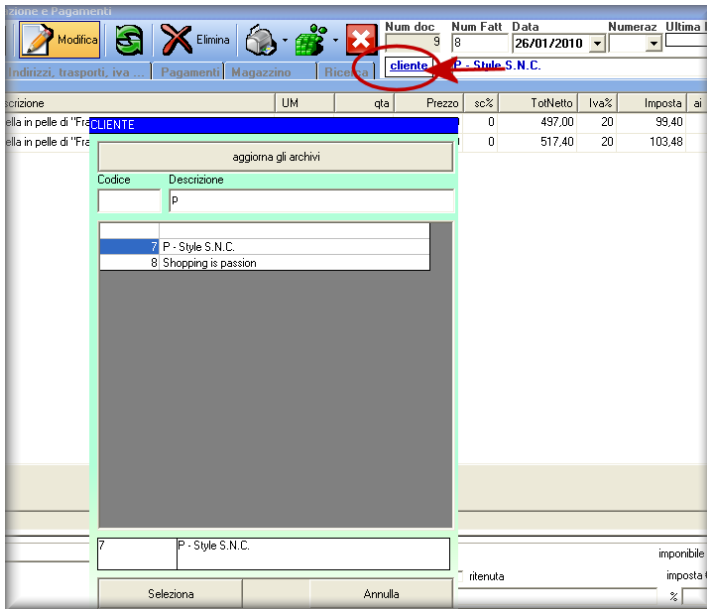 zione e Pagamenti
Modifica Elimina
Num doc Num Fatt Data Numeraz Ultima
9 8 26/01/2010
Indirizzi, trasporti, iva ... Pagamenti Magazzino Ricerca
cliente P - Style S.N.C.
scrizione UM qta Prezzo sc% TotNetto Iva% Imposta ai
ella in pelle di "Fra 0 497,00 20 99,40
ella in pelle di "Fra 0 517,40 20 103,48
CLIENTE
aggiorna gli archivi
Codice Descrizione
p
7 P - Style S.N.C.
8 Shopping is passion
7 P - Style S.N.C.
Seleziona Annulla
imponibile
ritenuta imposta
%